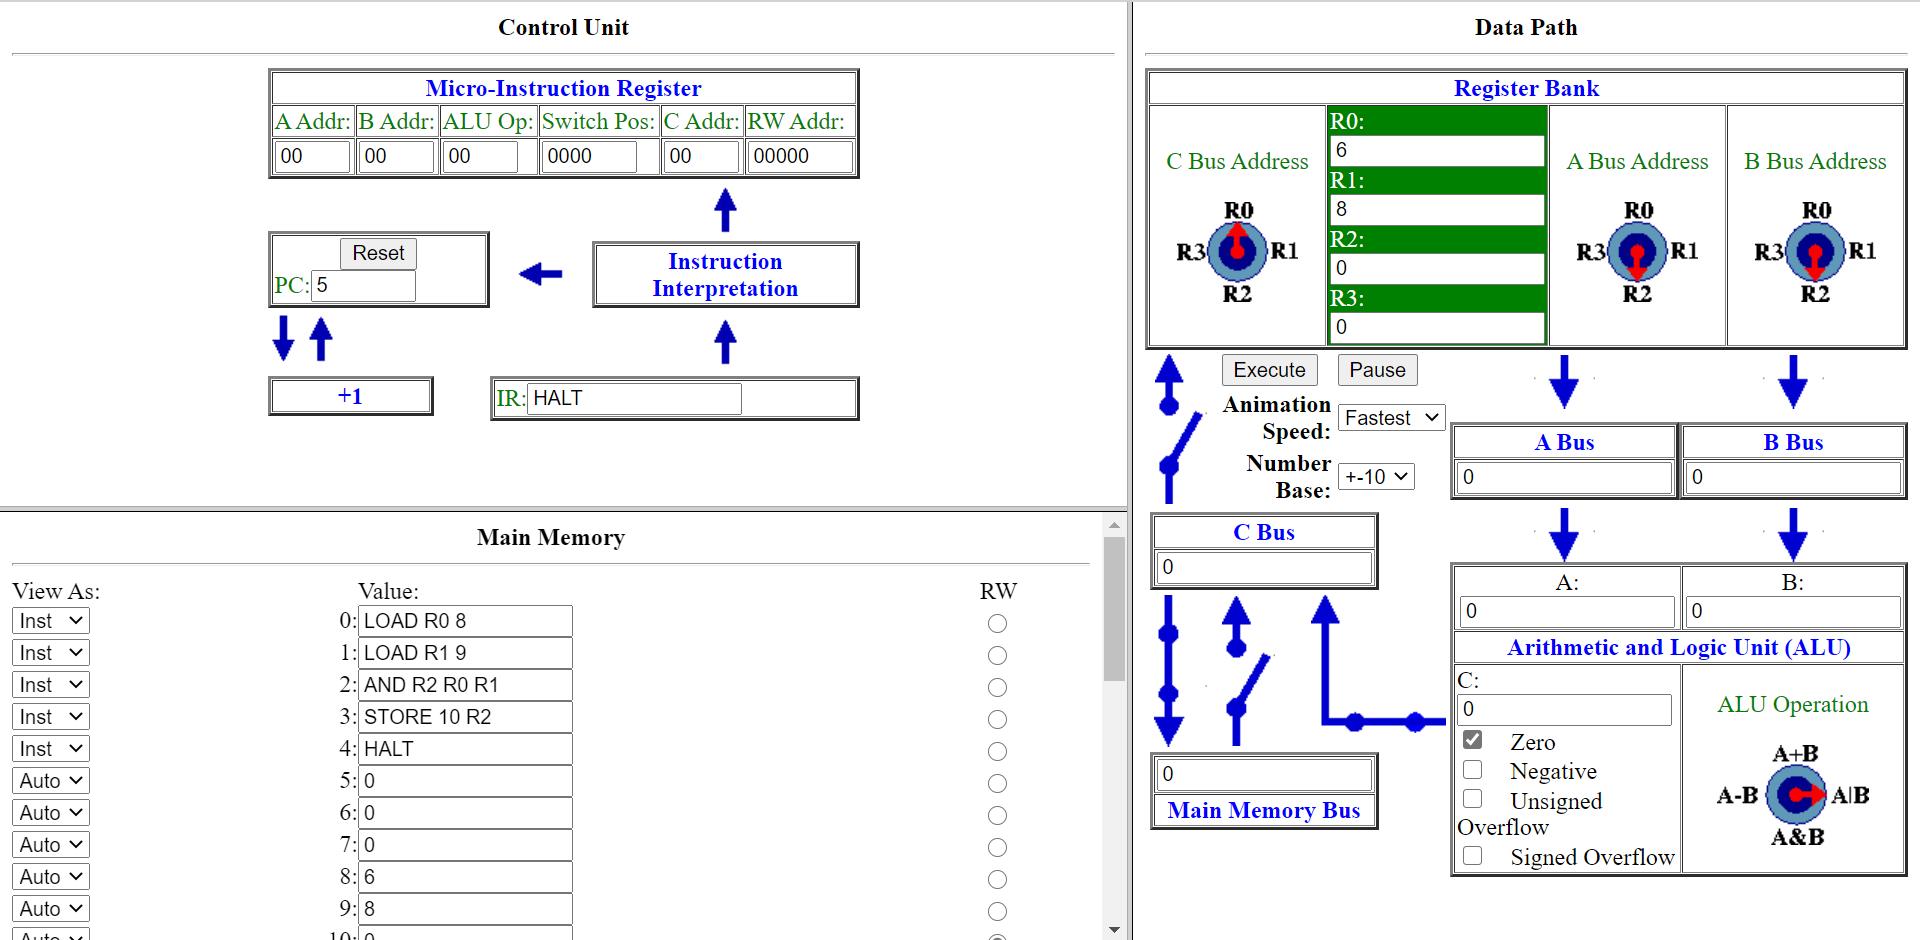 Control Unit
Micro-Instruction Register
A Addr: B Addr: ALU Op: Switch Pos: C Addr: RW Addr:
00 00 00 0000 00 00000
Reset
PC: 5
Instruction
Interpretation
+1
IR: HALT
Main Memory
View As: Value: RW
Inst 0: LOAD R0 8
Inst 1: LOAD R1 9
Inst 2: AND R2 R0 R1
Inst 3: STORE 10 R2
Inst 4: HALT
Auto 5: 0
Auto 6: 0
Auto 7: 0
Auto 8: 6
Auto 9: 8
Auto 10: 0
Data Path
Register Bank
C Bus Address
R0
R3 R1
R2
R0:
6
R1:
8
R2:
0
R3:
0
A Bus Address
R0
R3 R1
R2
B Bus Address
R0
R3 R1
R2
Execute Pause
Animation
Speed: Fastest
Number
Base: +-10
A Bus
0
B Bus
0
C Bus
0
0
Main Memory Bus
A:
0
B:
0
Arithmetic and Logic Unit (ALU)
C:
0
Zero
Negative
Unsigned
Overflow
Signed Overflow
ALU Operation
A+B
A-B A|B
A&B